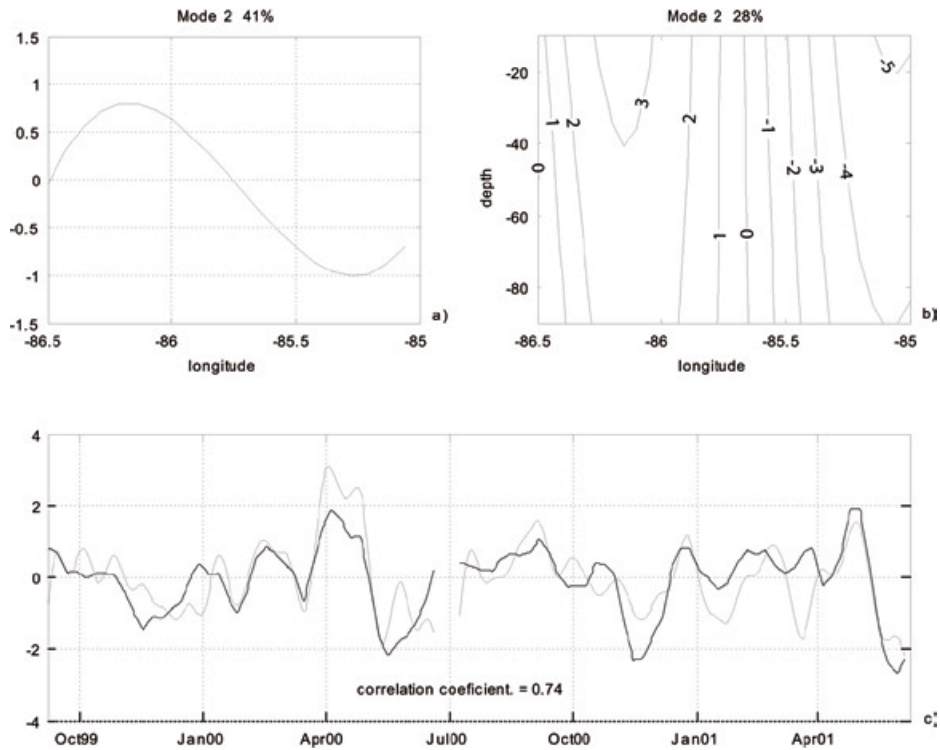 Mode 2 41%
1.5
1
0.5
0
-0.5
-1
-1.5
-86.5
-86
-85.5
-85
longitude
a)
Mode 2 28%
-20
-40
-60
-80
depth
0
1
2
3
2
1
0
-1
-2
-3
-4
-5
-86.5
-86
-85.5
-85
longitude
b)
4
2
0
-2
-4
correlation coeficient. = 0.74
Oct99
Jan00
Apr00
Jul00
Oct00
Jan01
Apr01
c)